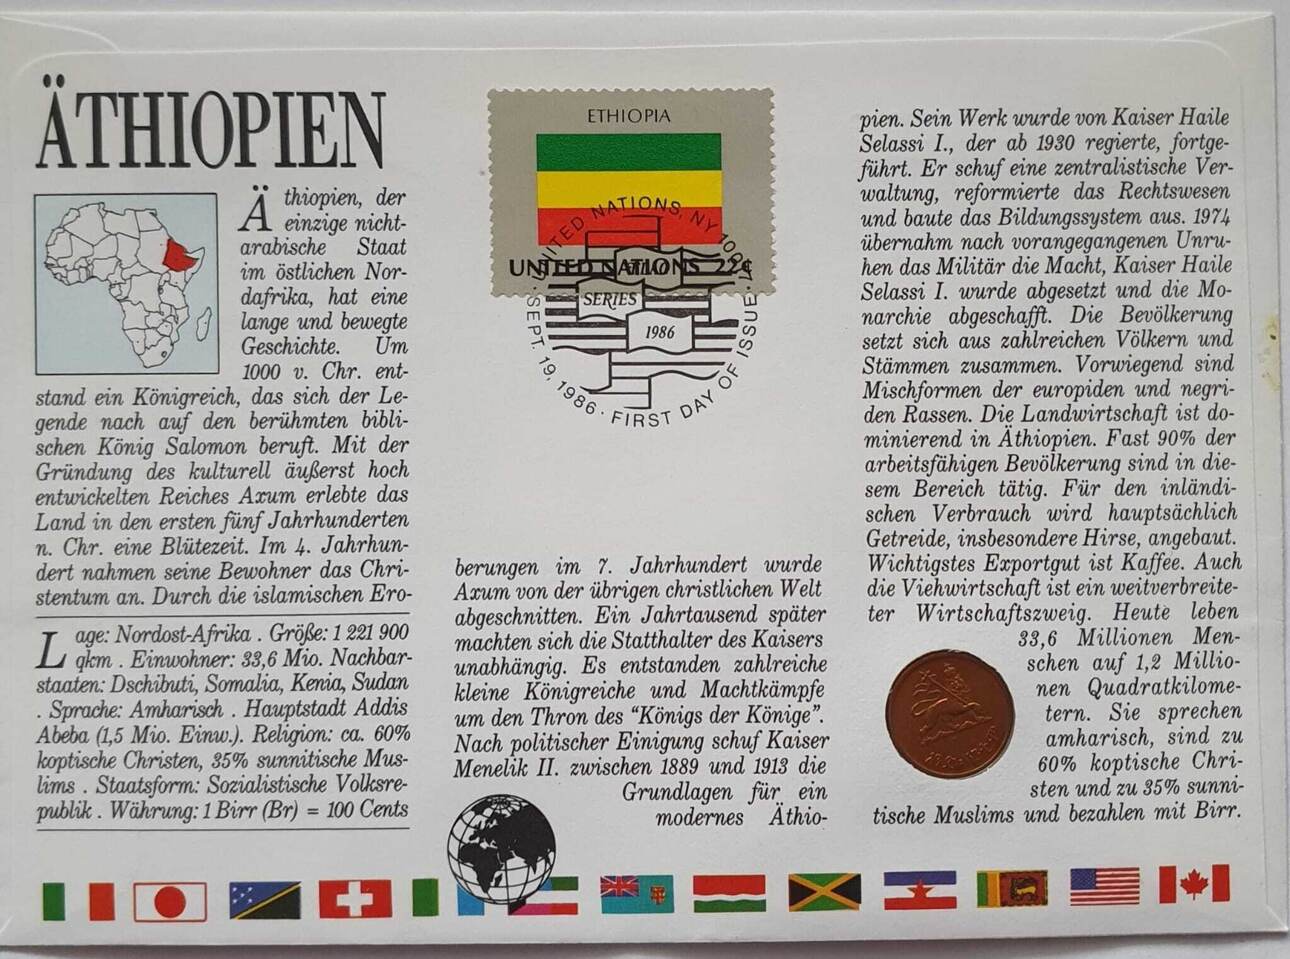 ÄTHIOPIEN
Äthiopien, der
einzige nicht-
arabische Staat
im östlichen Nor-
dafrika, hat eine
lange und bewegte
Geschichte. Um
1000 v. Chr. ent-
stand ein Königreich, das sich der Le-
gende nach auf den berühmten bibli-
schen König Salomon beruft. Mit der
Gründung des kulturell äußerst hoch
entwickelten Reiches Axum erlebte das
Land in den ersten fünf Jahrhunderten
n. Chr. eine Blütezeit. Im 4. Jahrhun-
dert nahmen seine Bewohner das Chri-
stentum an. Durch die islamischen Ero-
Lage: Nordost-Afrika . Größe: 1 221 900
qkm . Einwohner: 33,6 Mio. Nachbar-
staaten: Dschibuti, Somalia, Kenia, Sudan
. Sprache: Amharisch . Hauptstadt Addis
Abeba (1,5 Mio. Einw.). Religion: ca. 60%
koptische Christen, 35% sunnitische Mus-
lims . Staatsform: Sozialistische Volksre-
publik . Währung: 1 Birr (Br) = 100 Cents
ETHIOPIA
UNITED NATIONS 22¢
UNITED NATIONS, NY
SERIES
1986
SEPT. 19, 1986 · FIRST DAY OF ISSUE ·
berungen im 7. Jahrhundert wurde
Axum von der übrigen christlichen Welt
abgeschnitten. Ein Jahrtausend später
machten sich die Statthalter des Kaisers
unabhängig. Es entstanden zahlreiche
kleine Königreiche und Machtkämpfe
um den Thron des “Königs der Könige”.
Nach politischer Einigung schuf Kaiser
Menelik II. zwischen 1889 und 1913 die
Grundlagen für ein
modernes Äthio-
pien. Sein Werk wurde von Kaiser Haile
Selassi I., der ab 1930 regierte, fortge-
führt. Er schuf eine zentralistische Ver-
waltung, reformierte das Rechtswesen
und baute das Bildungssystem aus. 1974
übernahm nach vorangegangenen Unru-
hen das Militär die Macht, Kaiser Haile
Selassi I. wurde abgesetzt und die Mo-
narchie abgeschafft. Die Bevölkerung
setzt sich aus zahlreichen Völkern und
Stämmen zusammen. Vorwiegend sind
Mischformen der europiden und negri-
den Rassen. Die Landwirtschaft ist do-
minierend in Äthiopien. Fast 90% der
arbeitsfähigen Bevölkerung sind in die-
sem Bereich tätig. Für den inländi-
schen Verbrauch wird hauptsächlich
Getreide, insbesondere Hirse, angebaut.
Wichtigstes Exportgut ist Kaffee. Auch
die Viehwirtschaft ist ein weitverbreite-
ter Wirtschaftszweig. Heute leben
33,6 Millionen Men-
schen auf 1,2 Millio-
nen Quadratkilome-
tern. Sie sprechen
amharisch, sind zu
60% koptische Chri-
sten und zu 35% sunni-
tische Muslims und bezahlen mit Birr.